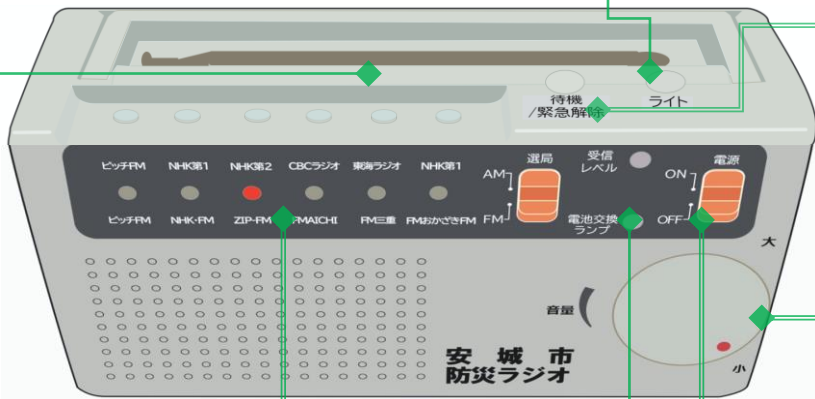 待機
/緊急解除
ライト
ピッチFM
NHK第1
NHK第2
CBCラジオ
東海ラジオ
NHK第1
ピッチFM
NHK・FM
ZIP-FM
FMAICHI
FM三重
FMおかざきFM
選局
AM
FM
受信
レベル
電池交換
ランプ
電源
ON
OFF
大
音量
小
安城市
防災ラジオ